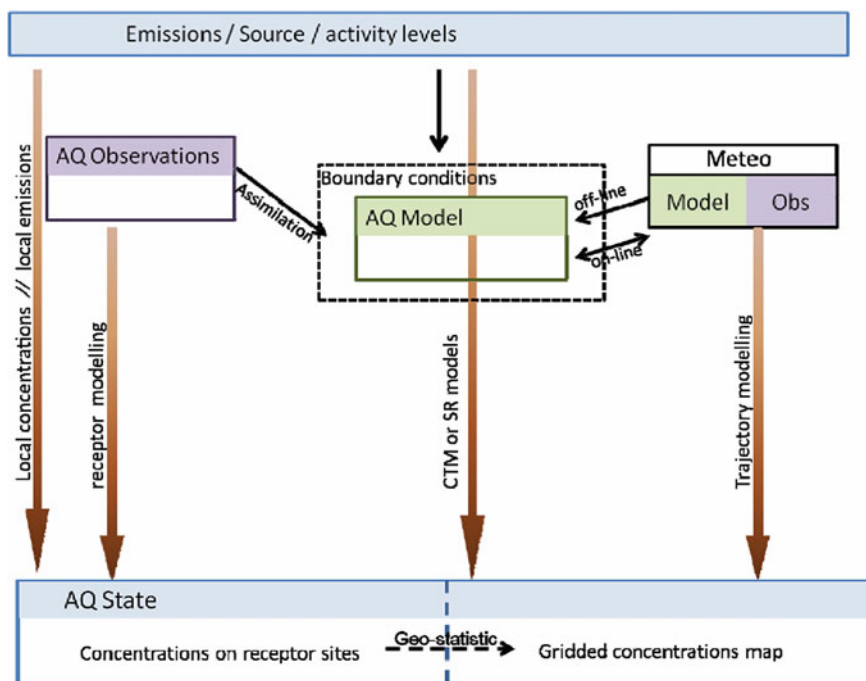 Emissions / Source / activity levels
AQ Observations
Assimilation
Boundary conditions
AQ Model
off-line
on-line
Meteo
Model
Obs
Local concentrations // local emissions
receptor modelling
CTM or SR models
Trajectory modelling
AQ State
Concentrations on receptor sites
Geo-statistic
Gridded concentrations map